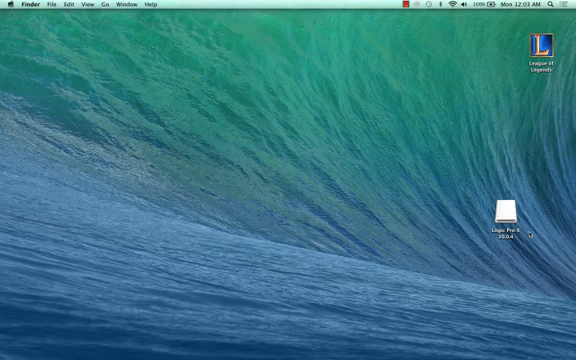 Finder File Edit View Go Window Help 100% Mon 12:03 AM
L
League of
Legends
Logic Pro X
10.0.4